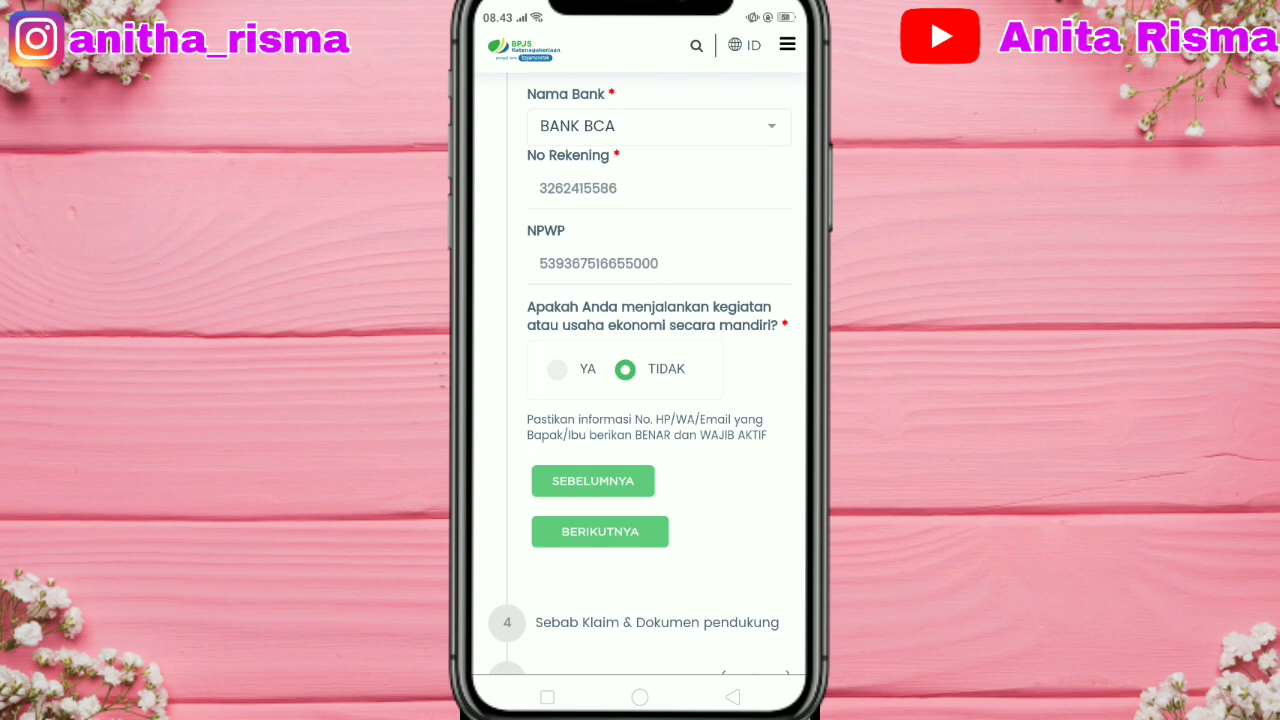 anitha_risma
Anita Risma
08.43
58
BPJS
Ketenagakerjaan
ID
Nama Bank *
BANK BCA
No Rekening *
3262415586
NPWP
539367516655000
Apakah Anda menjalankan kegiatan
atau usaha ekonomi secara mandiri? *
YA
TIDAK
Pastikan informasi No. HP/WA/Email yang
Bapak/Ibu berikan BENAR dan WAJIB AKTIF
SEBELUMNYA
BERIKUTNYA
4
Sebab Klaim & Dokumen pendukung